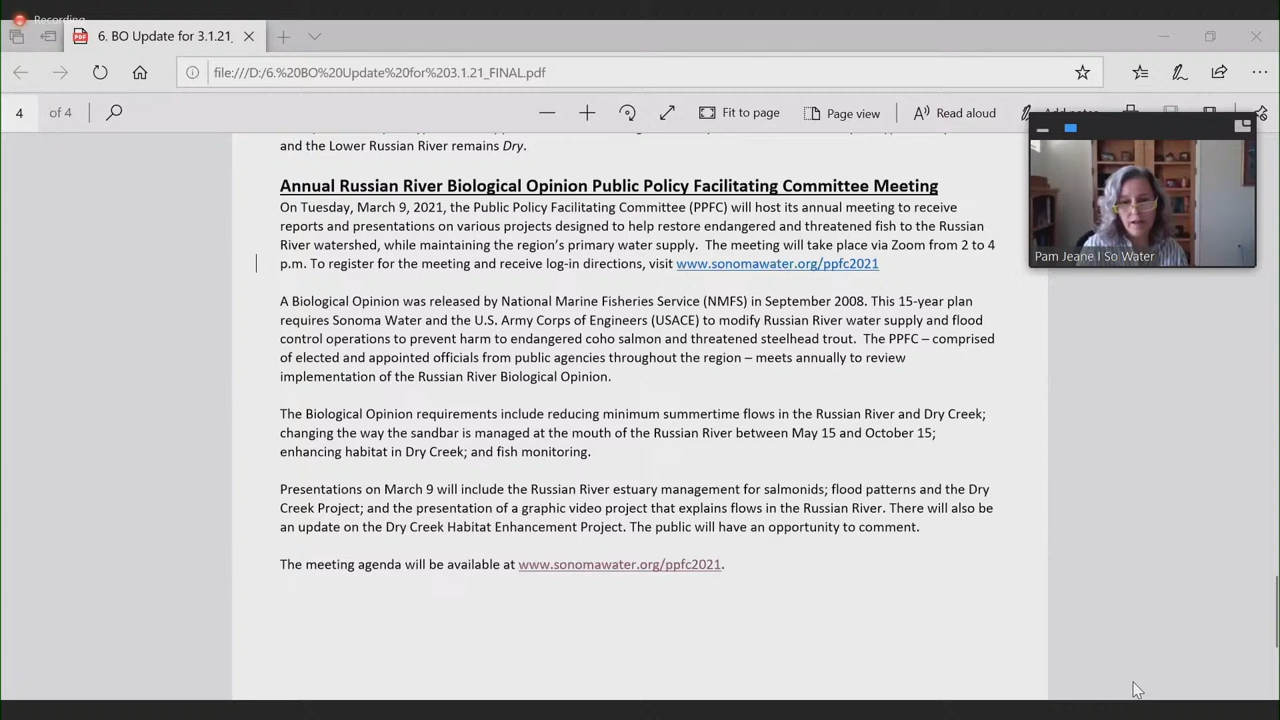 Recording
6. BO Update for 3.1.21_
file:///D:/6.%20BO%20Update%20for%203.1.21_FINAL.pdf
4 of 4 Fit to page Page view Read aloud Add notes
and the Lower Russian River remains Dry.
Annual Russian River Biological Opinion Public Policy Facilitating Committee Meeting
On Tuesday, March 9, 2021, the Public Policy Facilitating Committee (PPFC) will host its annual meeting to receive
reports and presentations on various projects designed to help restore endangered and threatened fish to the Russian
River watershed, while maintaining the region's primary water supply. The meeting will take place via Zoom from 2 to 4
p.m. To register for the meeting and receive log-in directions, visit www.sonomawater.org/ppfc2021
Pam Jeane I So Water
A Biological Opinion was released by National Marine Fisheries Service (NMFS) in September 2008. This 15-year plan
requires Sonoma Water and the U.S. Army Corps of Engineers (USACE) to modify Russian River water supply and flood
control operations to prevent harm to endangered coho salmon and threatened steelhead trout. The PPFC – comprised
of elected and appointed officials from public agencies throughout the region – meets annually to review
implementation of the Russian River Biological Opinion.
The Biological Opinion requirements include reducing minimum summertime flows in the Russian River and Dry Creek;
changing the way the sandbar is managed at the mouth of the Russian River between May 15 and October 15;
enhancing habitat in Dry Creek; and fish monitoring.
Presentations on March 9 will include the Russian River estuary management for salmonids; flood patterns and the Dry
Creek Project; and the presentation of a graphic video project that explains flows in the Russian River. There will also be
an update on the Dry Creek Habitat Enhancement Project. The public will have an opportunity to comment.
The meeting agenda will be available at www.sonomawater.org/ppfc2021.